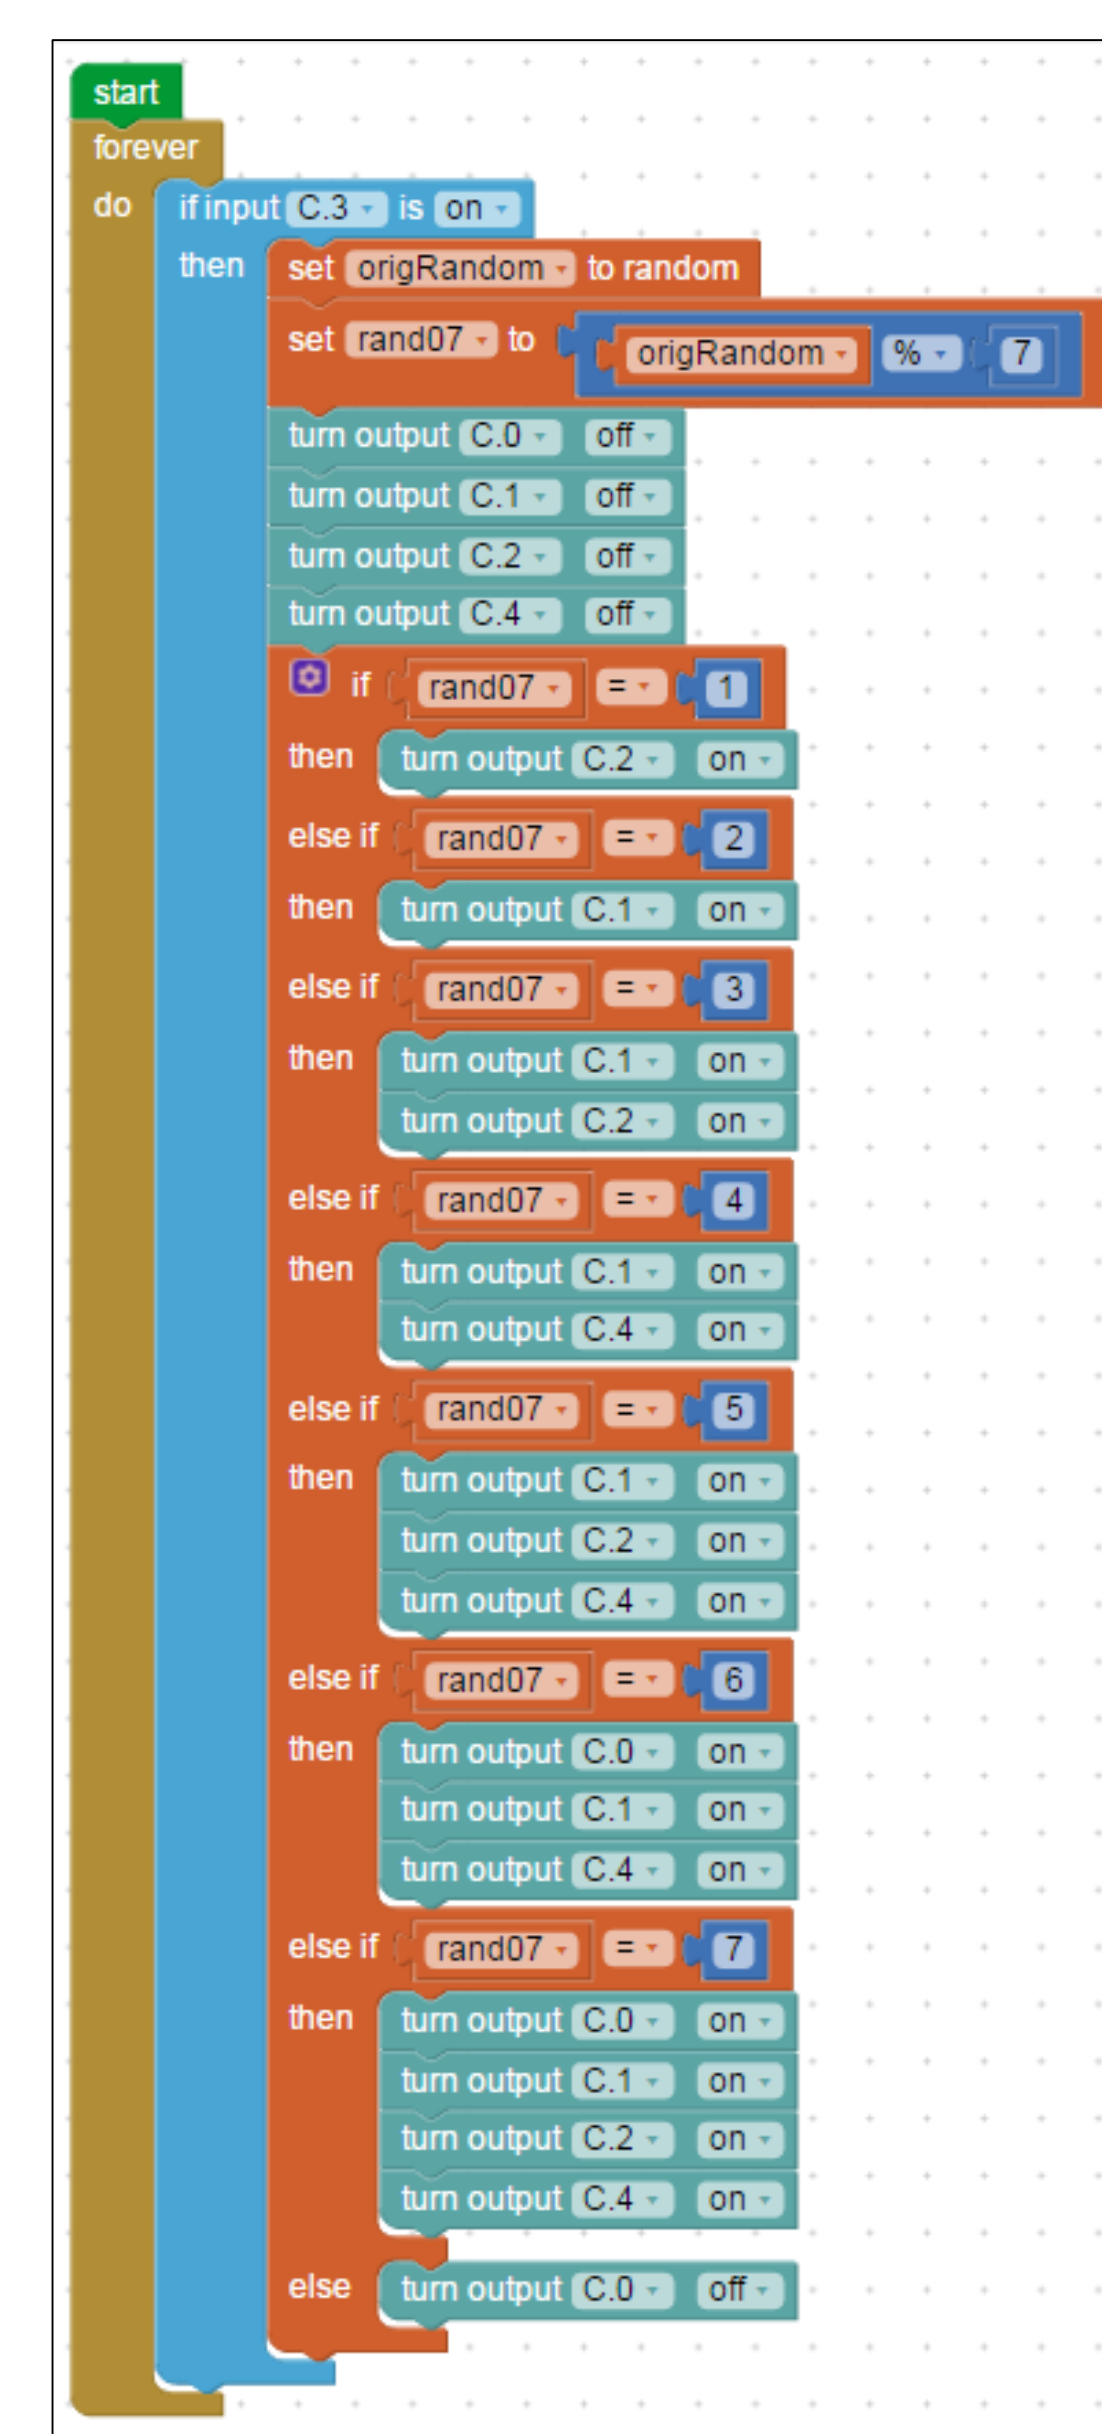 start
forever
do if input C.3 is on
then set origRandom to random
set rand07 to origRandom % 7
turn output C.0 off
turn output C.1 off
turn output C.2 off
turn output C.4 off
if rand07 = 1
then turn output C.2 on
else if rand07 = 2
then turn output C.1 on
else if rand07 = 3
then turn output C.1 on
turn output C.2 on
else if rand07 = 4
then turn output C.1 on
turn output C.4 on
else if rand07 = 5
then turn output C.1 on
turn output C.2 on
turn output C.4 on
else if rand07 = 6
then turn output C.0 on
turn output C.1 on
turn output C.4 on
else if rand07 = 7
then turn output C.0 on
turn output C.1 on
turn output C.2 on
turn output C.4 on
else turn output C.0 off